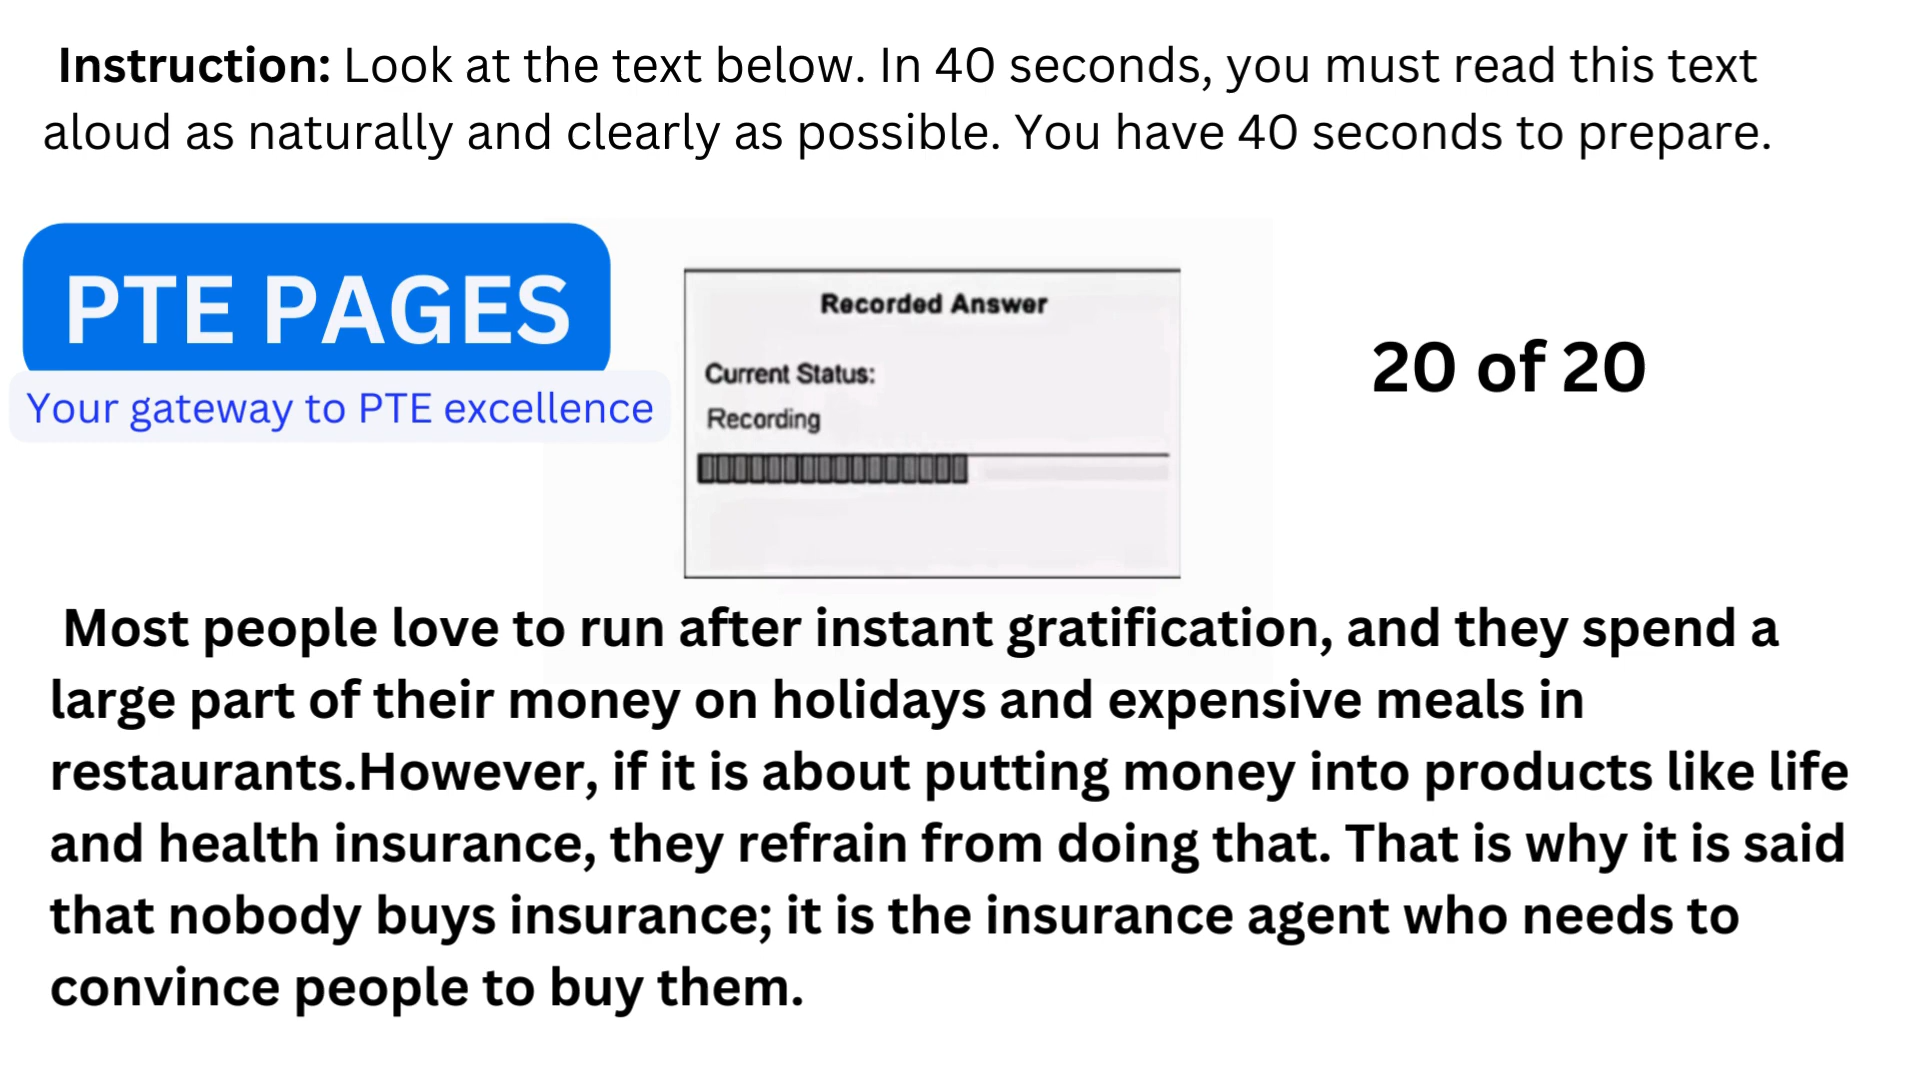 Instruction: Look at the text below. In 40 seconds, you must read this text
aloud as naturally and clearly as possible. You have 40 seconds to prepare.
PTE PAGES
Your gateway to PTE excellence
Recorded Answer
Current Status:
Recording
20 of 20
Most people love to run after instant gratification, and they spend a
large part of their money on holidays and expensive meals in
restaurants.However, if it is about putting money into products like life
and health insurance, they refrain from doing that. That is why it is said
that nobody buys insurance; it is the insurance agent who needs to
convince people to buy them.